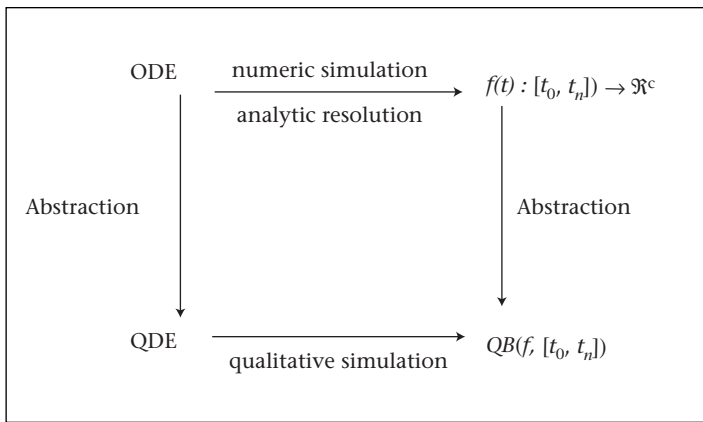 ODE
numeric simulation
analytic resolution
f(t) : [t₀, tₙ]) → ℜᶜ
Abstraction
Abstraction
QDE
qualitative simulation
QB(f, [t₀, tₙ])